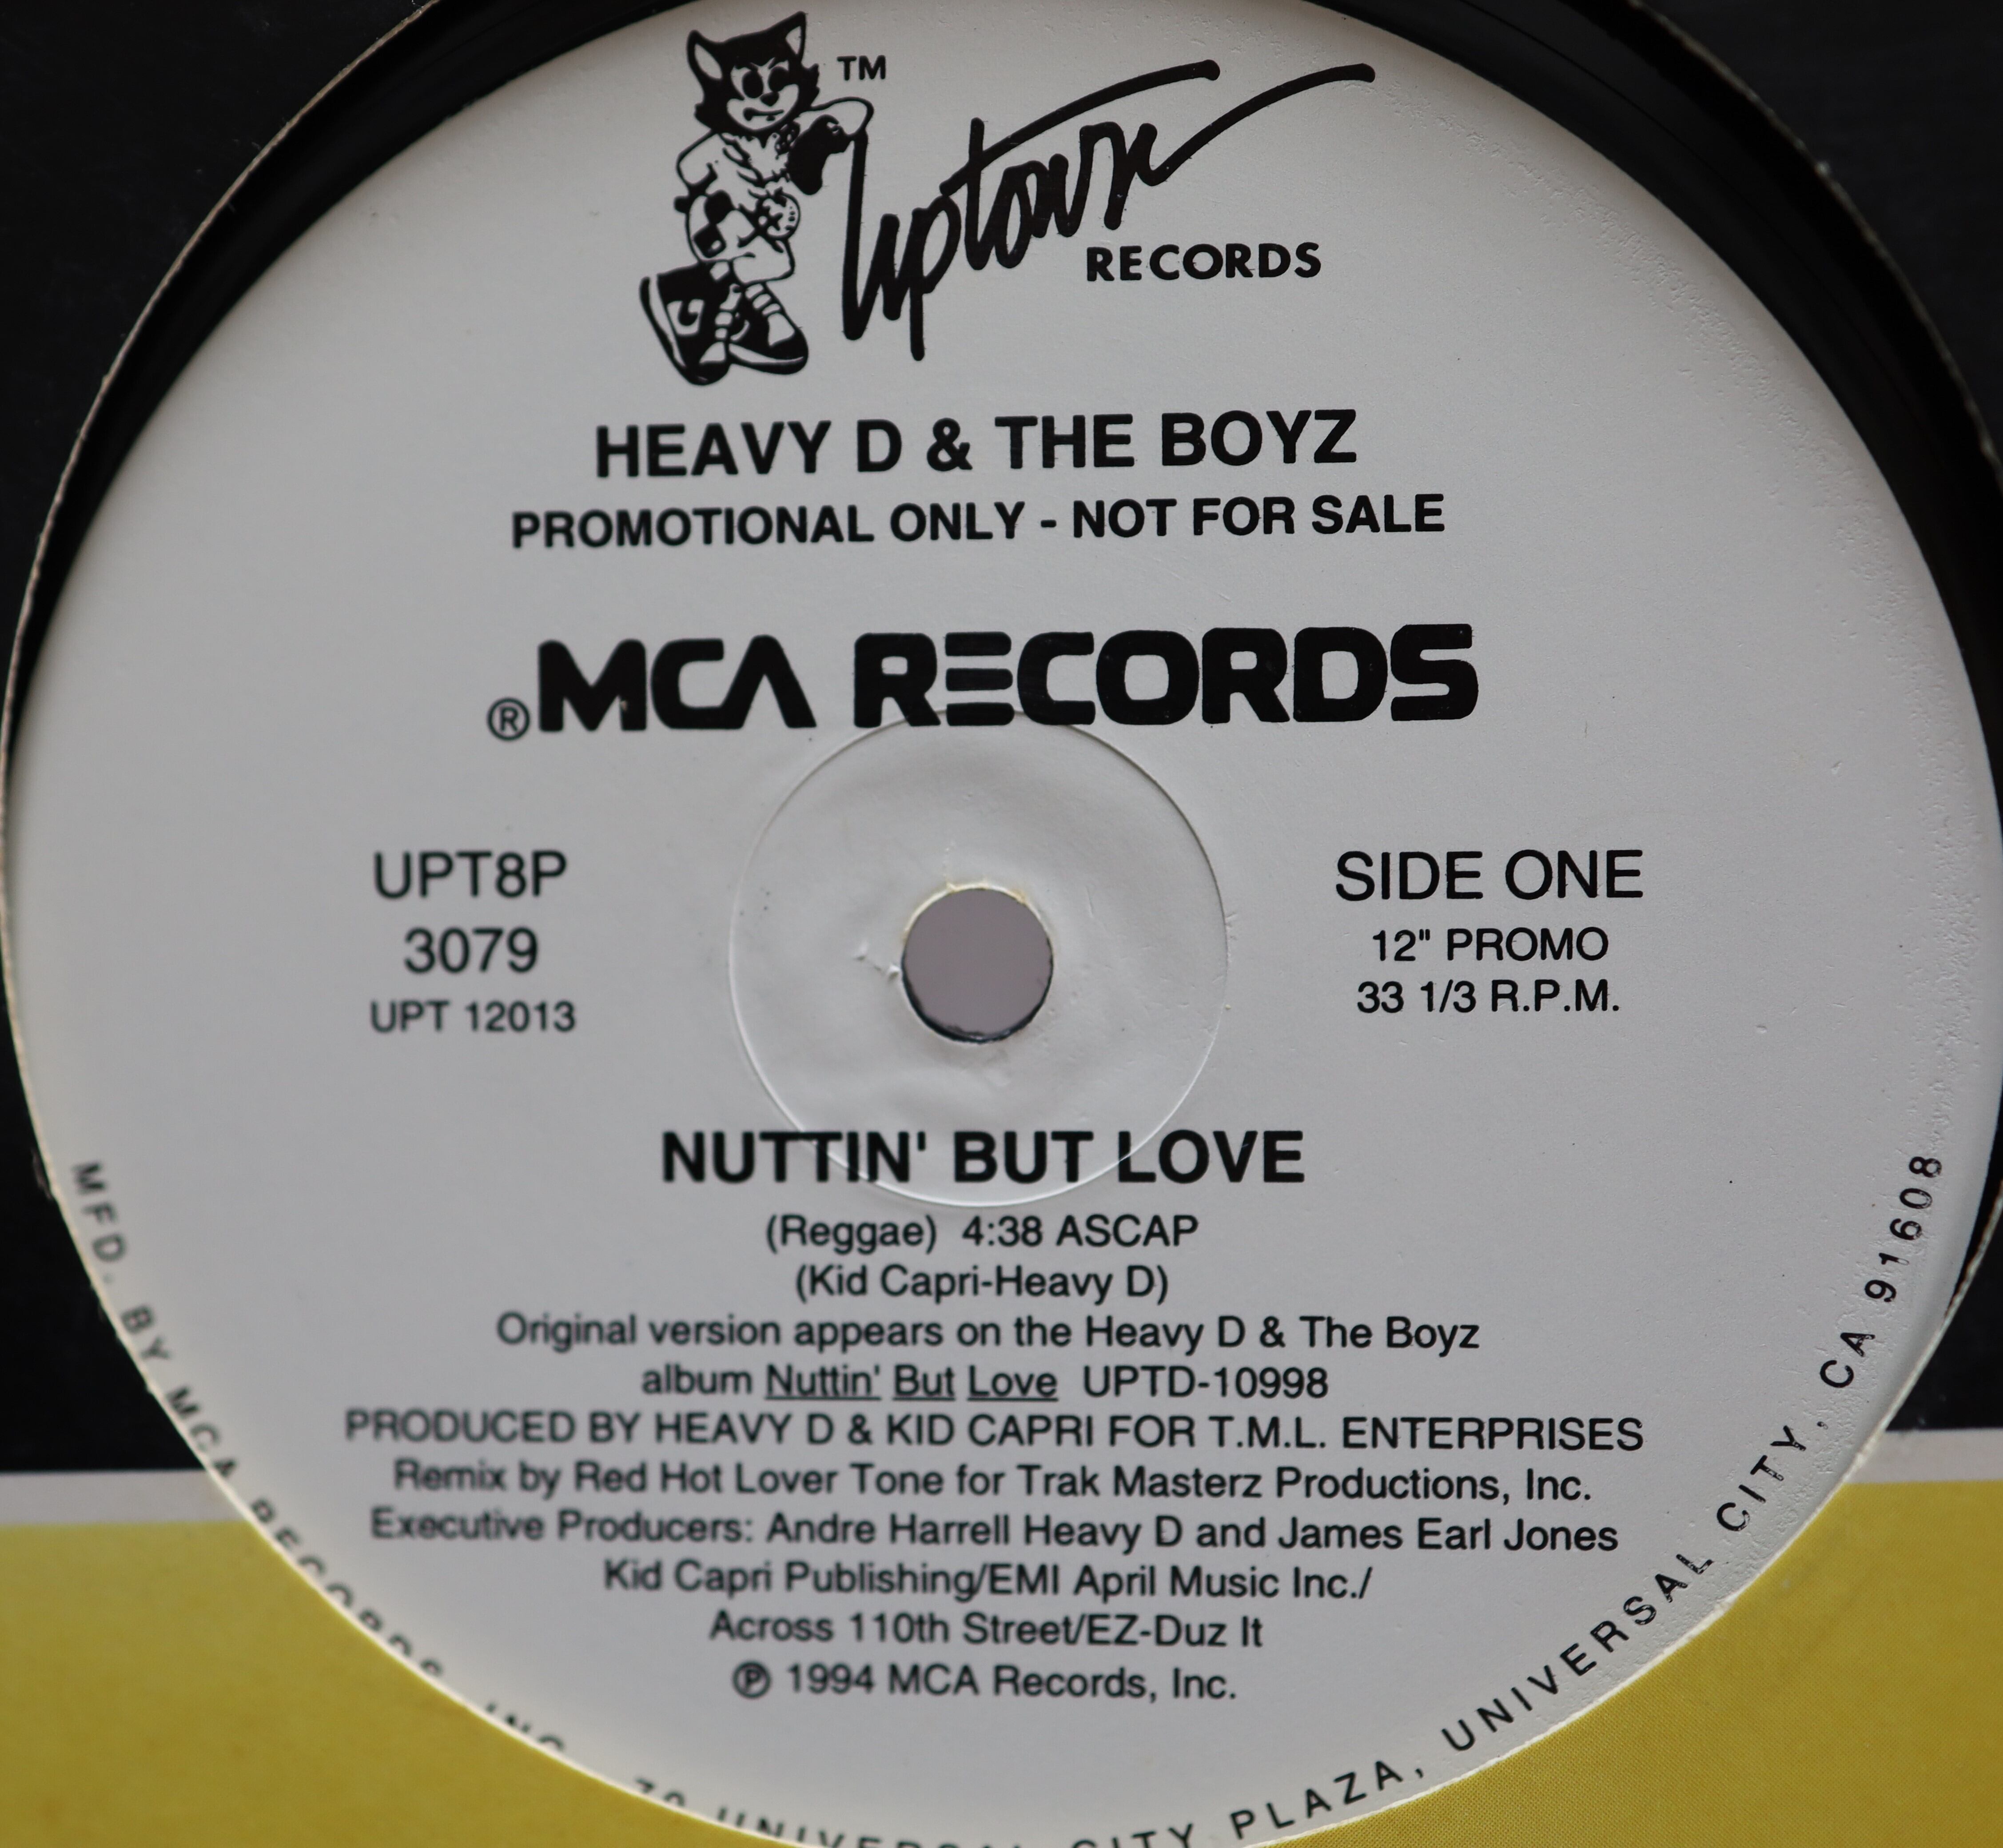 TM
Uptown
RECORDS
HEAVY D & THE BOYZ
PROMOTIONAL ONLY - NOT FOR SALE
®MCA RECORDS
UPT8P
3079
UPT 12013
SIDE ONE
12" PROMO
33 1/3 R.P.M.
NUTTIN' BUT LOVE
(Reggae) 4:38 ASCAP
(Kid Capri-Heavy D)
Original version appears on the Heavy D & The Boyz
album Nuttin' But Love UPTD-10998
PRODUCED BY HEAVY D & KID CAPRI FOR T.M.L. ENTERPRISES
Remix by Red Hot Lover Tone for Trak Masterz Productions, Inc.
Executive Producers: Andre Harrell Heavy D and James Earl Jones
Kid Capri Publishing/EMI April Music Inc./
Across 110th Street/EZ-Duz It
℗ 1994 MCA Records, Inc.
MFD. BY MCA RECORDS INC. 70 UNIVERSAL CITY PLAZA, UNIVERSAL CITY, CA 91608